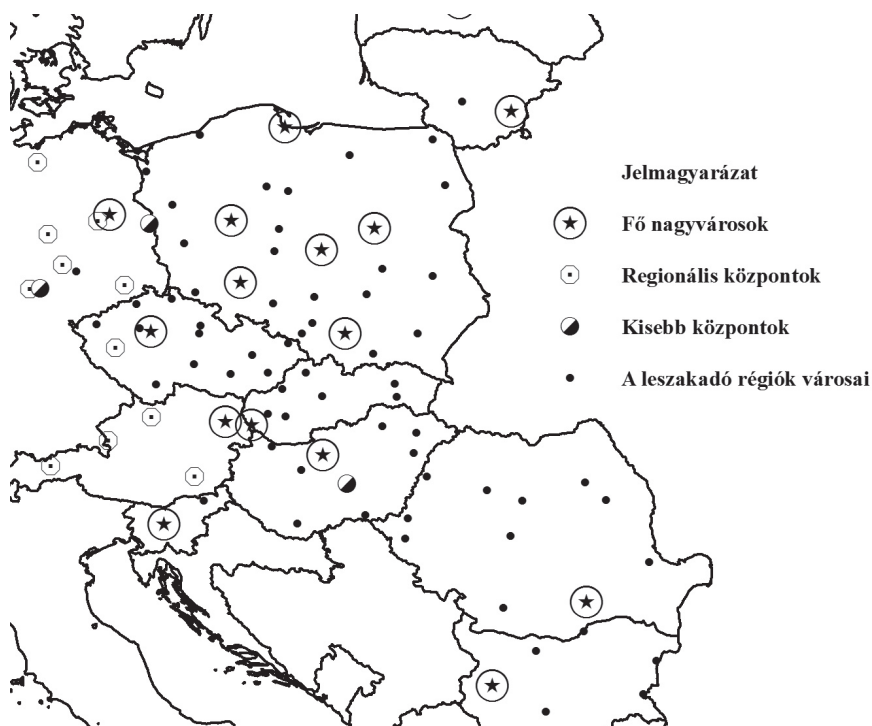 Jelmagyarázat
Fő nagyvárosok
Regionális központok
Kisebb központok
A leszakadó régiók városai